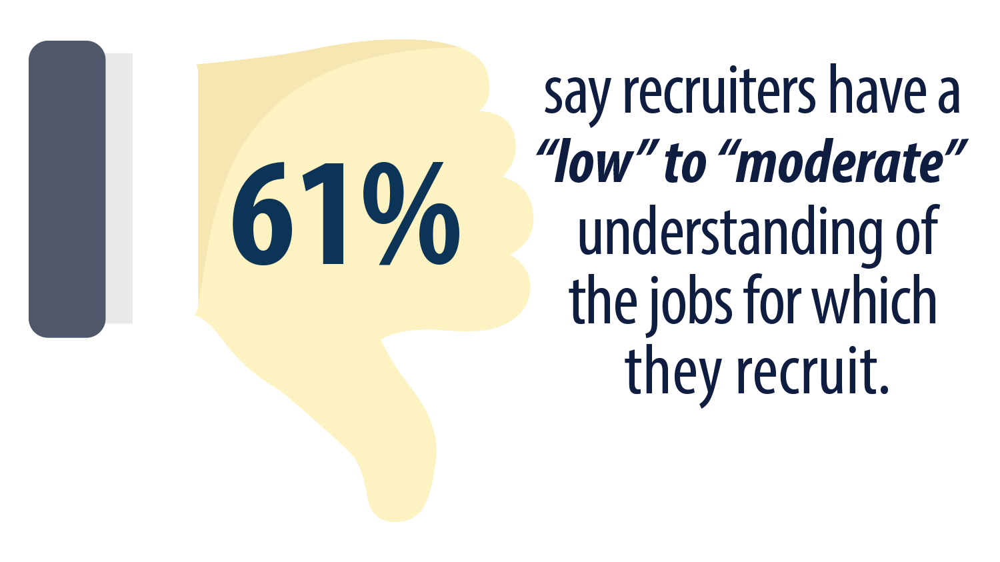 61%
say recruiters have a
“low” to “moderate”
understanding of
the jobs for which
they recruit.